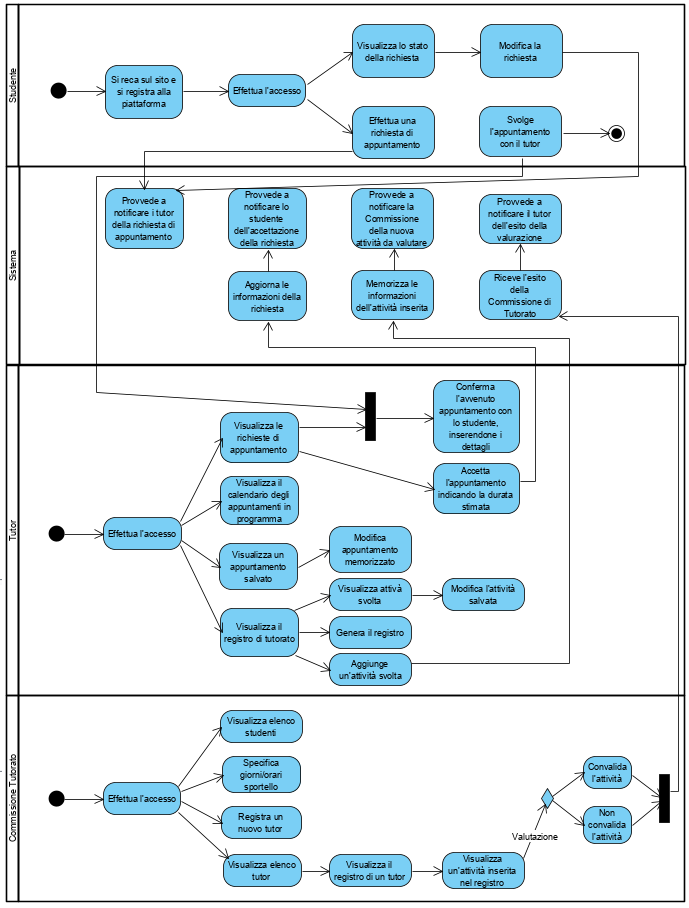 Studente
Si reca sul sito e
si registra alla
piattaforma
Effettua l'accesso
Visualizza lo stato
della richiesta
Modifica la
richiesta
Effettua una
richiesta di
appuntamento
Svolge
l'appuntamento
con il tutor
Sistema
Provvede a
notificare i tutor
della richiesta di
appuntamento
Provvede a
notificare lo
studente
dell'accettazione
della richiesta
Provvede a
notificare la
Commissione
della nuova
attività da valutare
Provvede a
notificare il tutor
dell'esito della
valurazione
Aggiorna le
informazioni della
richiesta
Memorizza le
informazioni
dell'attività inserita
Riceve l'esito
della
Commissione di
Tutorato
Tutor
Effettua l'accesso
Visualizza le
richieste di
appuntamento
Conferma
l'avvenuto
appuntamento con
lo studente,
inserendone i
dettagli
Accetta
l'appuntamento
indicando la durata
stimata
Visualizza il
calendario degli
appuntamenti in
programma
Visualizza un
appuntamento
salvato
Modifica
appuntamento
memorizzato
Visualizza il
registro di tutorato
Visualizza attivà
svolta
Modifica l'attività
salvata
Genera il registro
Aggiunge
un'attività svolta
Commissione Tutorato
Effettua l'accesso
Visualizza elenco
studenti
Specifica
giorni/orari
sportello
Registra un
nuovo tutor
Visualizza elenco
tutor
Visualizza il
registro di un tutor
Visualizza
un'attività inserita
nel registro
Valutazione
Convalida
l'attività
Non
convalida
l'attività